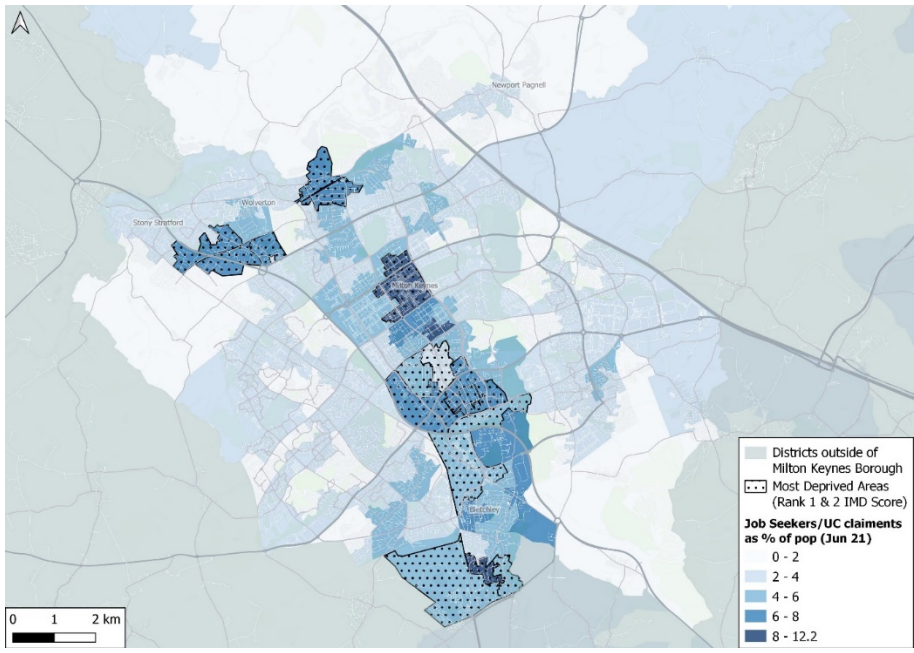 Newport Pagnell
Wolverton
Stony Stratford
Milton Keynes
Bletchley
Districts outside of
Milton Keynes Borough
Most Deprived Areas
(Rank 1 & 2 IMD Score)
Job Seekers/UC claiments
as % of pop (Jun 21)
0 - 2
2 - 4
4 - 6
6 - 8
8 - 12.2
0 1 2 km